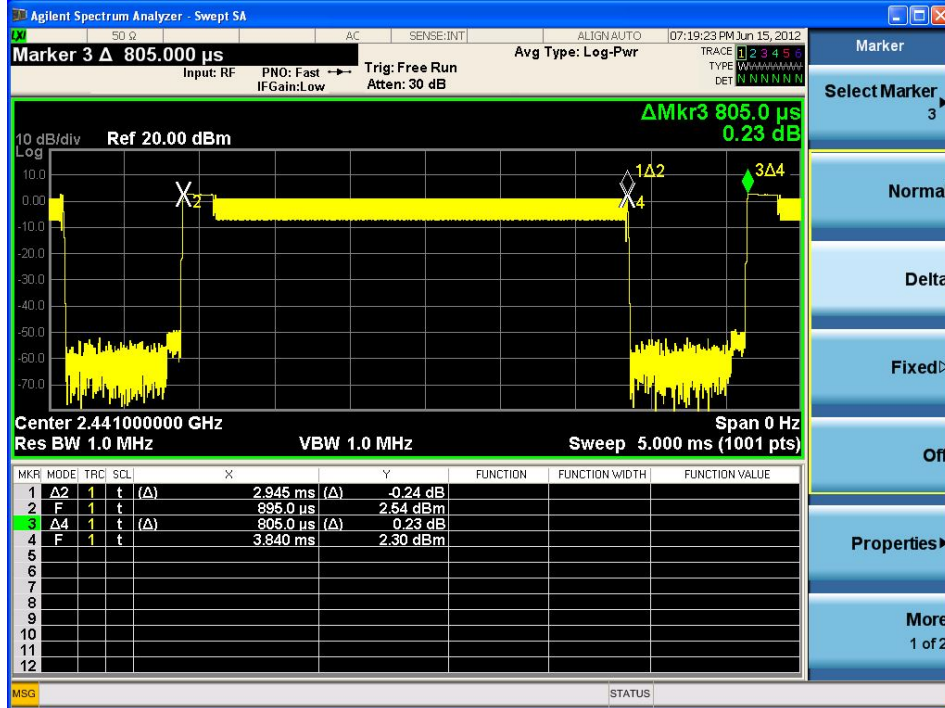 Agilent Spectrum Analyzer - Swept SA
LXI 50 Ω AC SENSE:INT ALIGNAUTO 07:19:23 PM Jun 15, 2012
Marker 3 Δ 805.000 µs
Input: RF PNO: Fast IFGain:Low
Trig: Free Run
Atten: 30 dB
Avg Type: Log-Pwr
TRACE 1 2 3 4 5 6
TYPE WWWWWW
DET N N N N N N
ΔMkr3 805.0 µs
0.23 dB
10 dB/div Ref 20.00 dBm
Log
10.0
0.00
-10.0
-20.0
-30.0
-40.0
-50.0
-60.0
-70.0
2
1Δ2
4
3Δ4
Center 2.441000000 GHz Span 0 Hz
Res BW 1.0 MHz VBW 1.0 MHz Sweep 5.000 ms (1001 pts)
MKR MODE TRC SCL X Y FUNCTION FUNCTION WIDTH FUNCTION VALUE
1 Δ2 1 t (Δ) 2.945 ms (Δ) -0.24 dB
2 F 1 t 895.0 µs 2.54 dBm
3 Δ4 1 t (Δ) 805.0 µs (Δ) 0.23 dB
4 F 1 t 3.840 ms 2.30 dBm
5
6
7
8
9
10
11
12
MSG STATUS
Marker
Select Marker
3
Norma
Delta
Fixed
Off
Properties
More
1 of 2